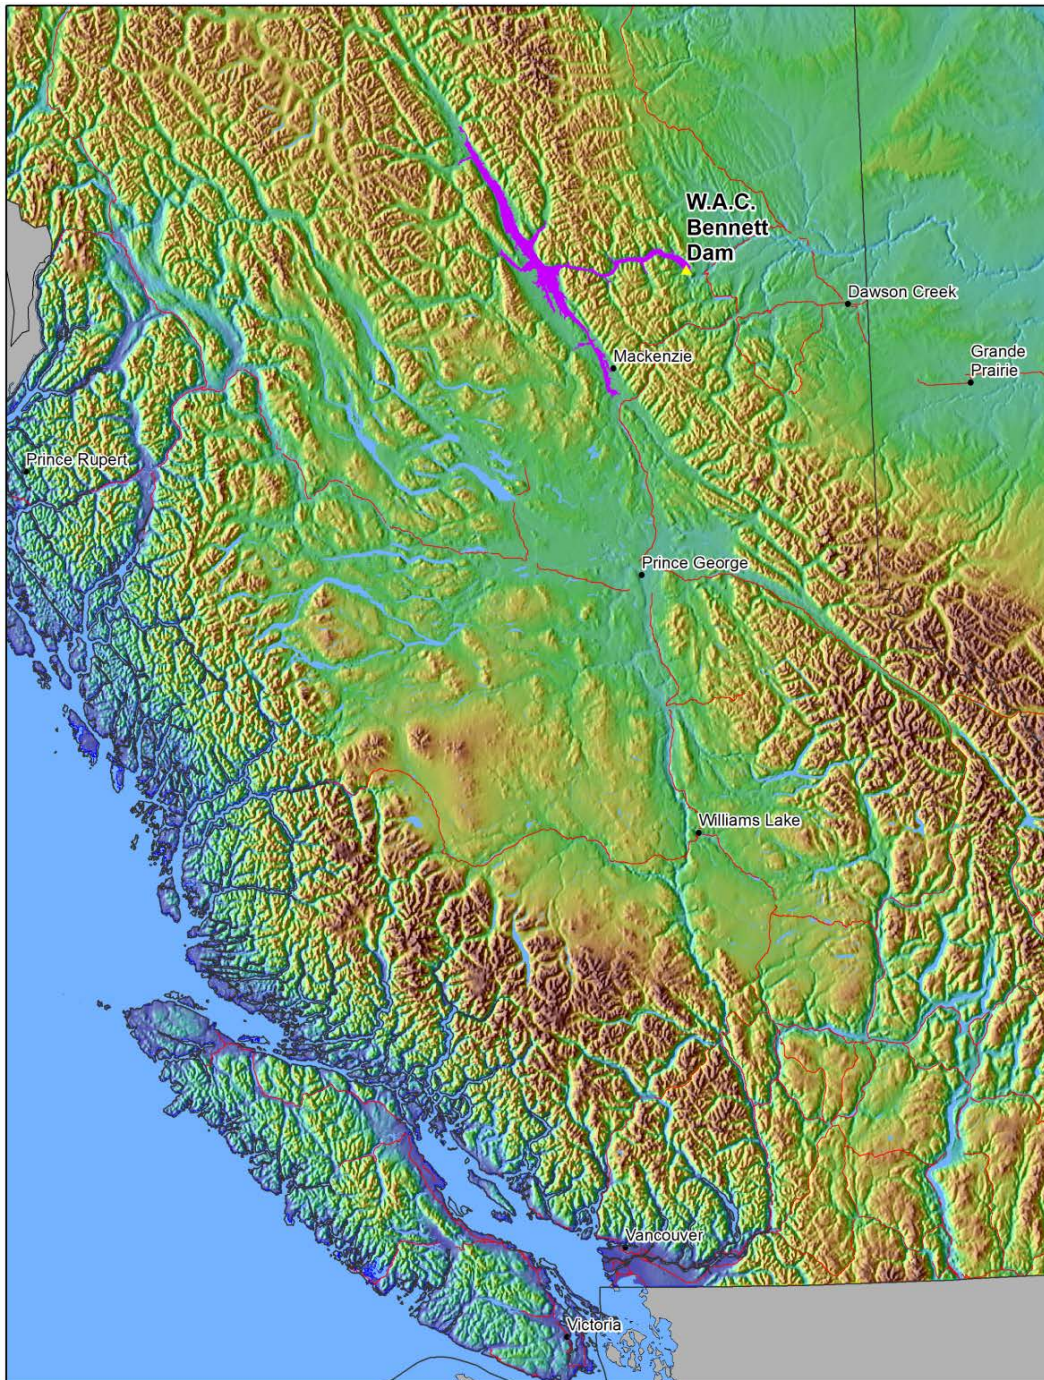 W.A.C.
Bennett
Dam
Dawson Creek
Grande
Prairie
Mackenzie
Prince Rupert
Prince George
Williams Lake
Vancouver
Victoria